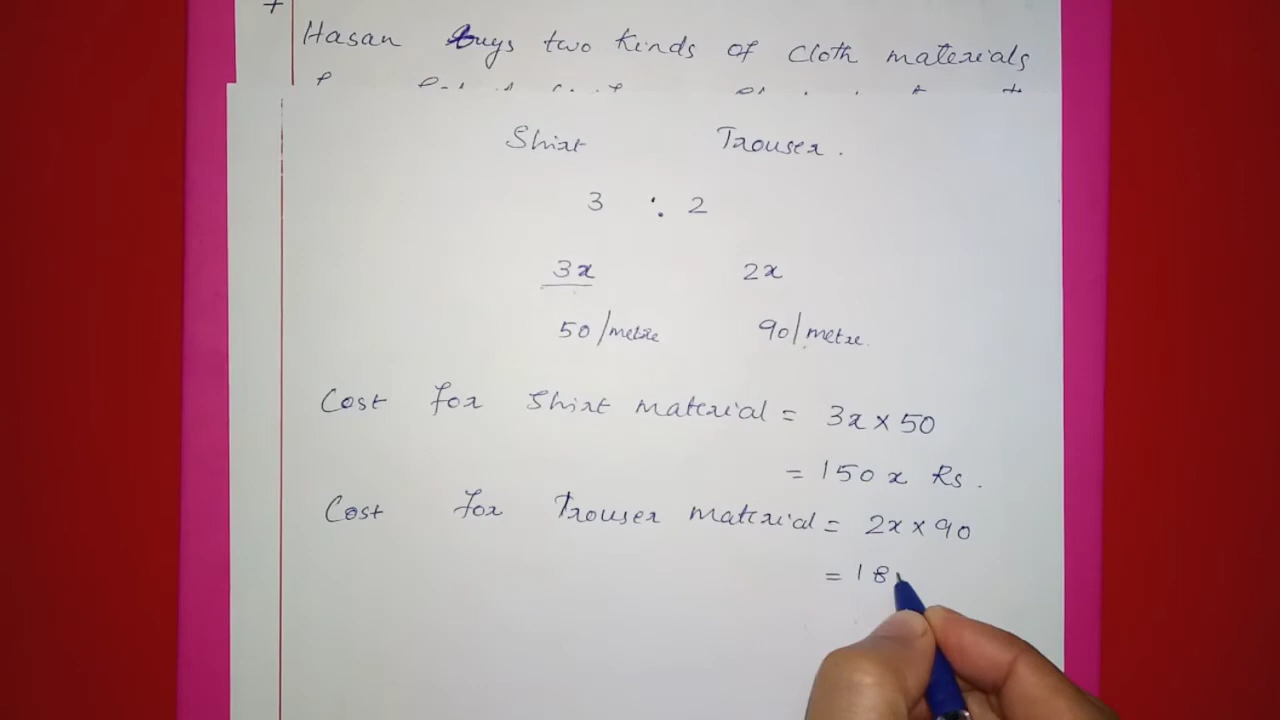 Hasan buys two kinds of cloth materials
Shirt Trouser.
3 : 2
3x 2x
50/metre 90/metre.
Cost for Shirt material = 3x × 50
= 150 x Rs.
Cost for Trouser material = 2x × 90
= 18